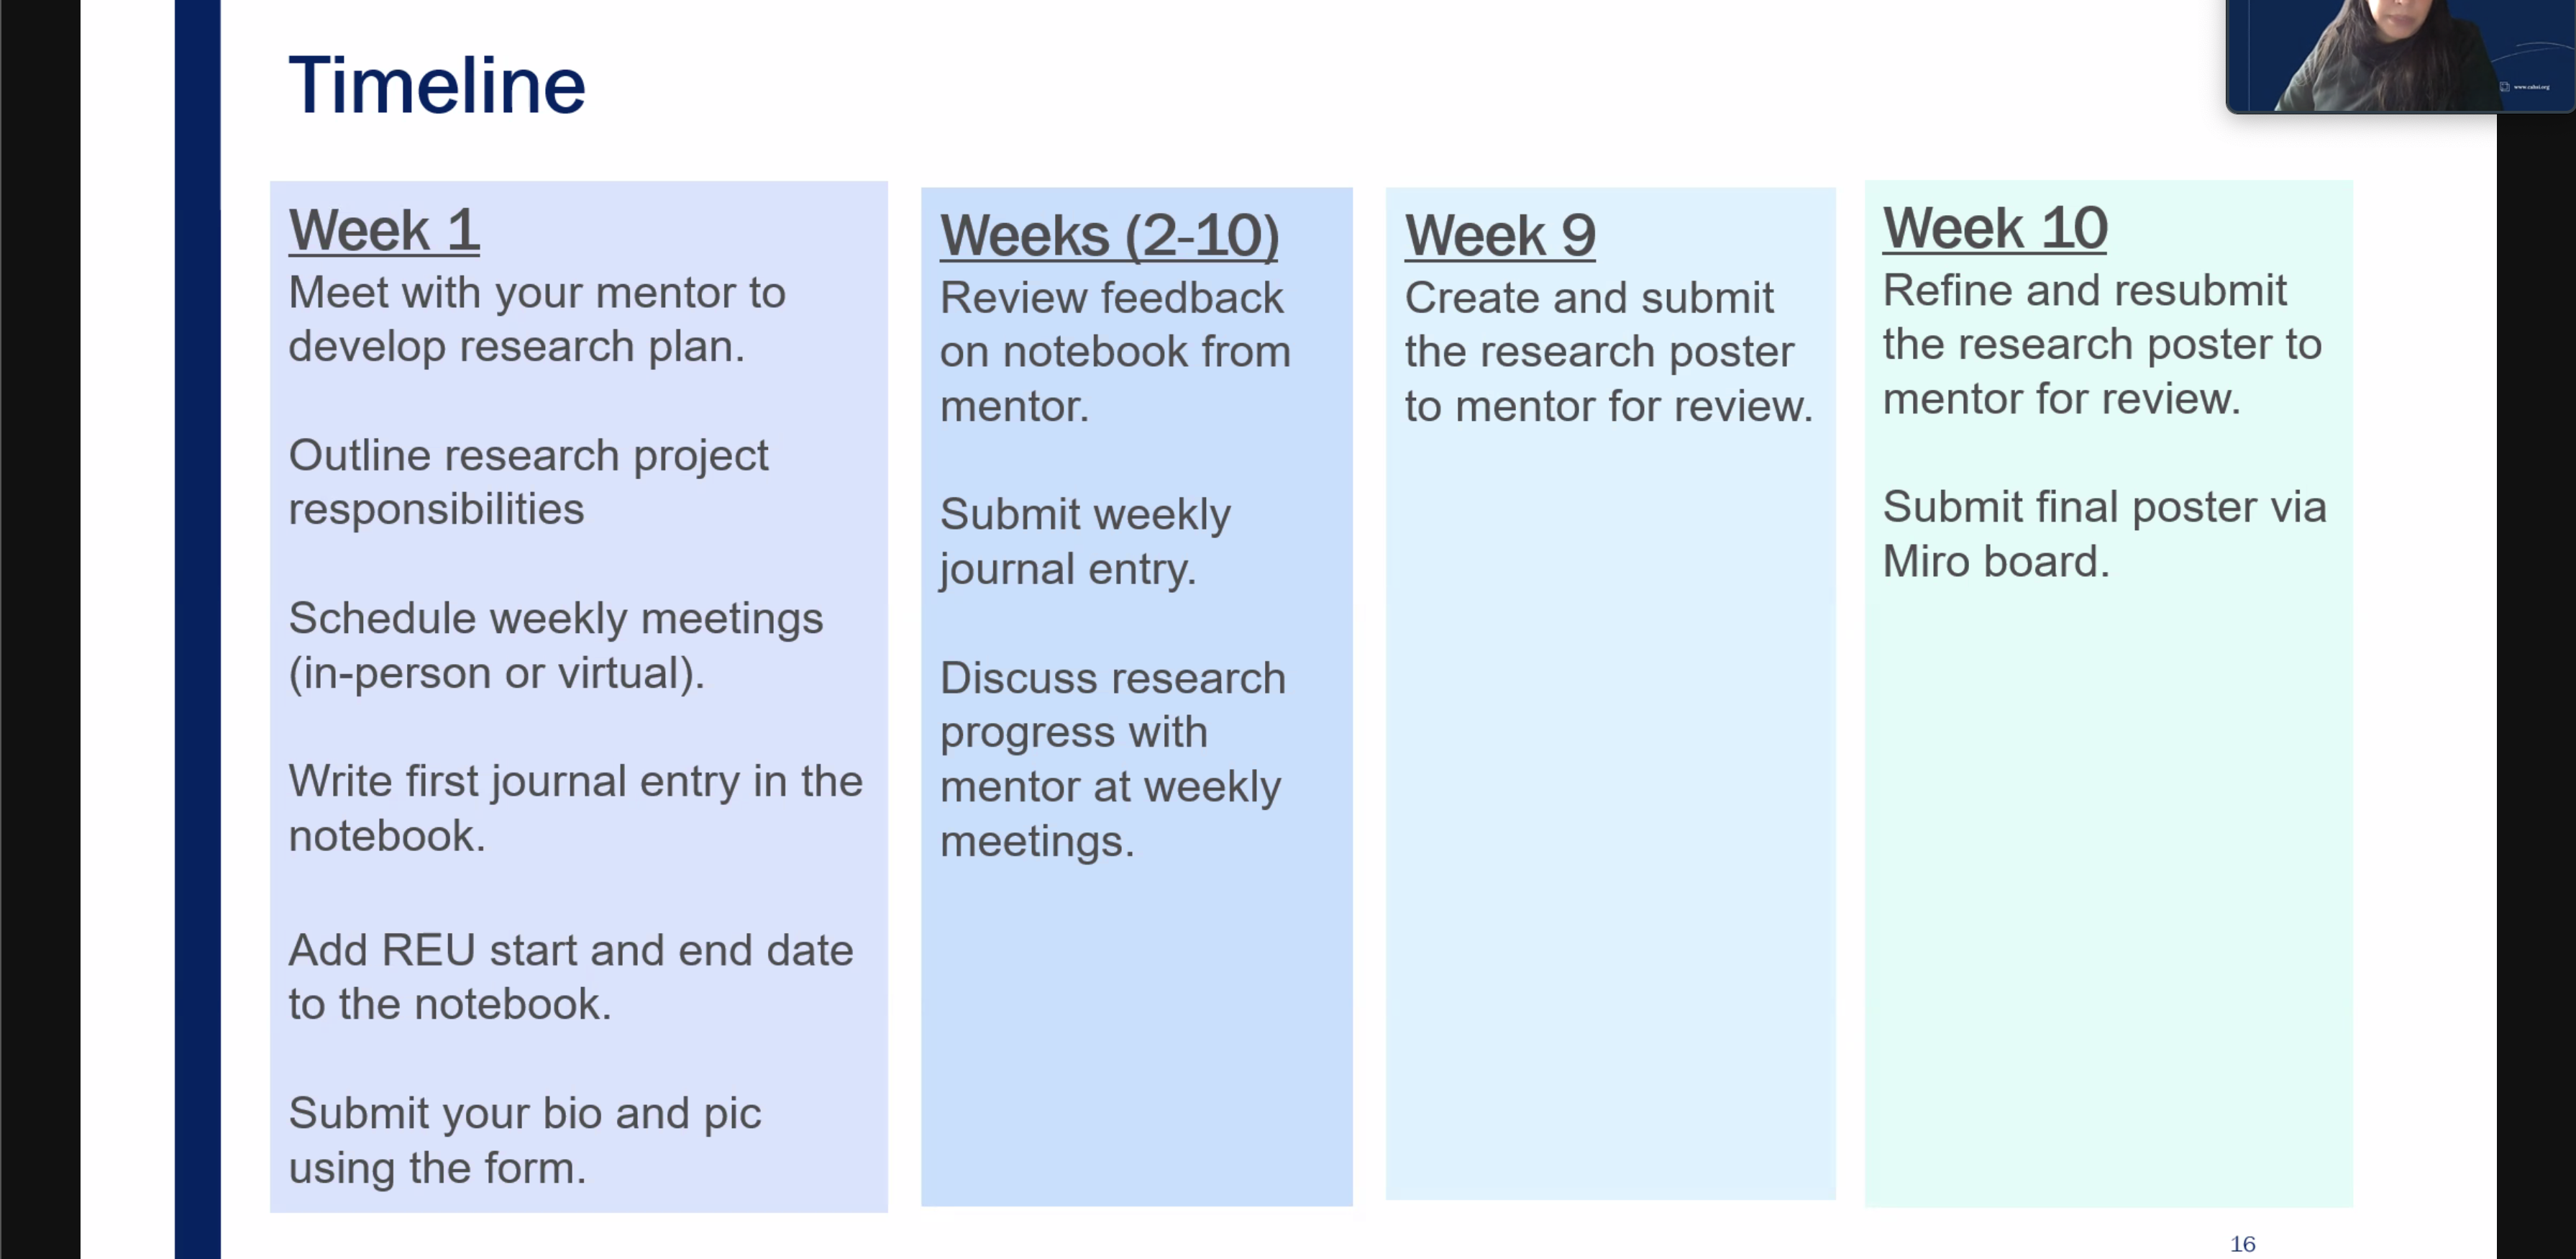 Timeline
www.cahsi.org
Week 1
Meet with your mentor to
develop research plan.
Outline research project
responsibilities
Schedule weekly meetings
(in-person or virtual).
Write first journal entry in the
notebook.
Add REU start and end date
to the notebook.
Submit your bio and pic
using the form.
Weeks (2-10)
Review feedback
on notebook from
mentor.
Submit weekly
journal entry.
Discuss research
progress with
mentor at weekly
meetings.
Week 9
Create and submit
the research poster
to mentor for review.
Week 10
Refine and resubmit
the research poster to
mentor for review.
Submit final poster via
Miro board.
16